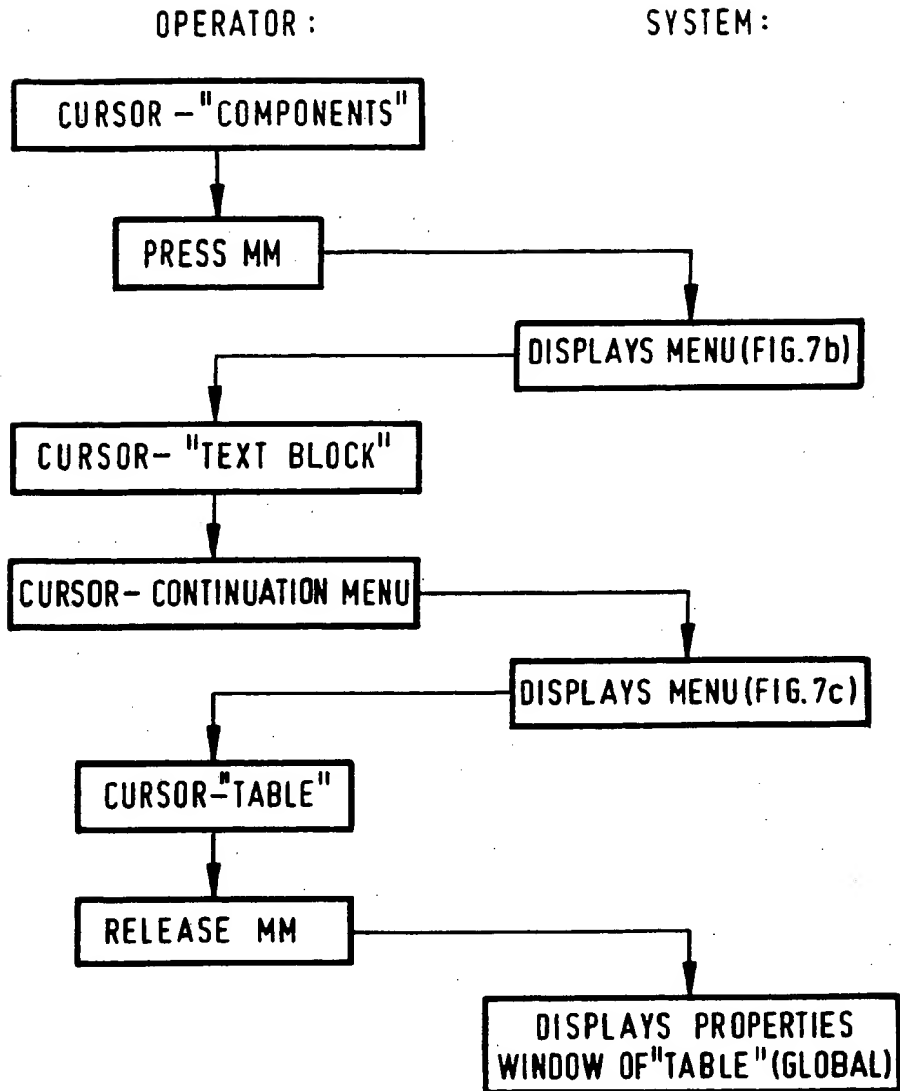 OPERATOR :
SYSTEM :
CURSOR – "COMPONENTS"
PRESS MM
DISPLAYS MENU (FIG.7b)
CURSOR – "TEXT BLOCK"
CURSOR – CONTINUATION MENU
DISPLAYS MENU (FIG.7c)
CURSOR – "TABLE"
RELEASE MM
DISPLAYS PROPERTIES
WINDOW OF "TABLE" (GLOBAL)